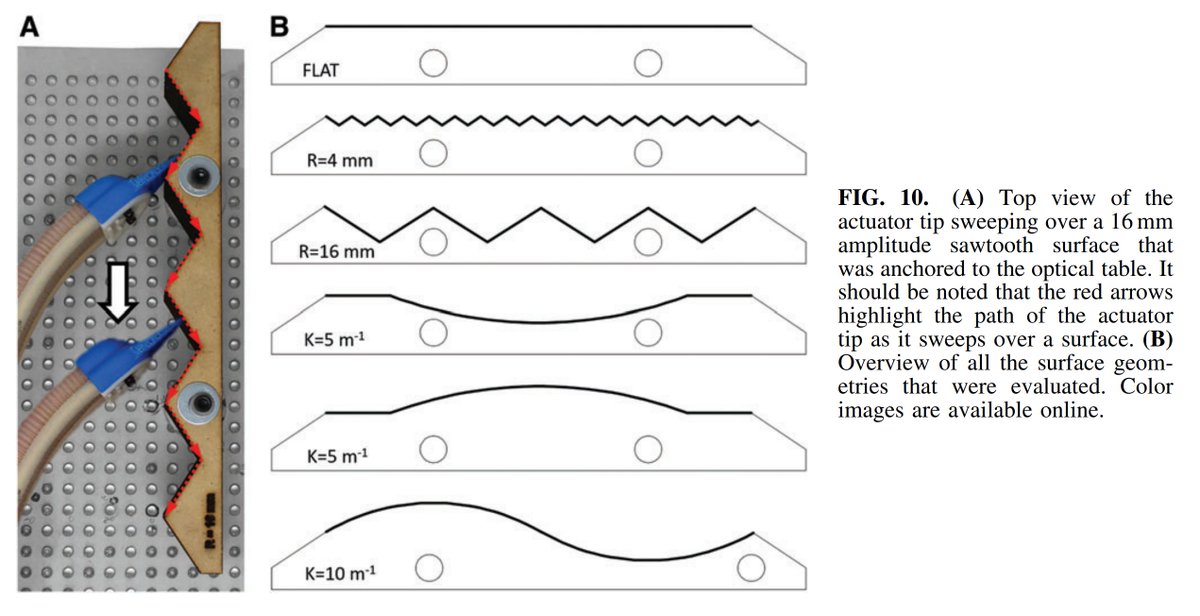 A
R=16 mm
B
FLAT
R=4 mm
R=16 mm
K=5 m-1
K=5 m-1
K=10 m-1
FIG. 10. (A) Top view of the
actuator tip sweeping over a 16 mm
amplitude sawtooth surface that
was anchored to the optical table. It
should be noted that the red arrows
highlight the path of the actuator
tip as it sweeps over a surface. (B)
Overview of all the surface geom-
etries that were evaluated. Color
images are available online.